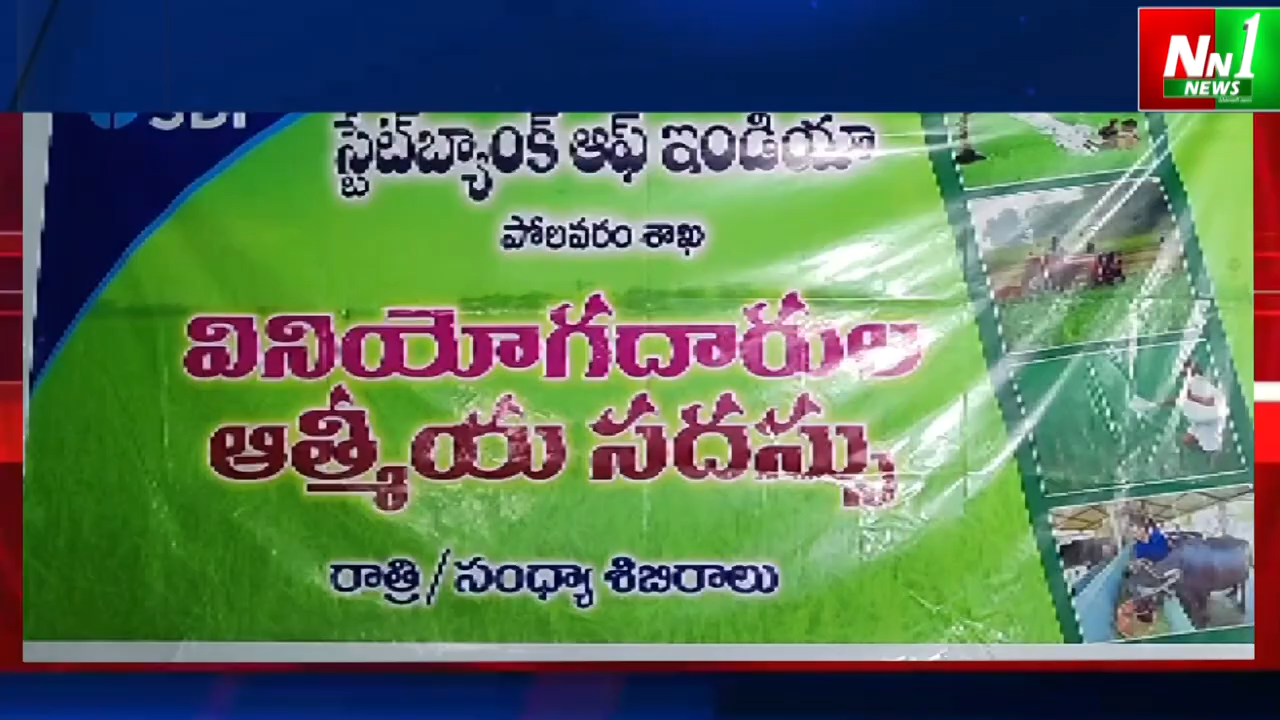 NN1
NEWS
SBI
స్టేట్‌బ్యాంక్ ఆఫ్ ఇండియా
పోలవరం శాఖ
వినియోగదారుల
ఆత్మీయ సదస్సు
రాత్రి/సంధ్యా శిబిరాలు